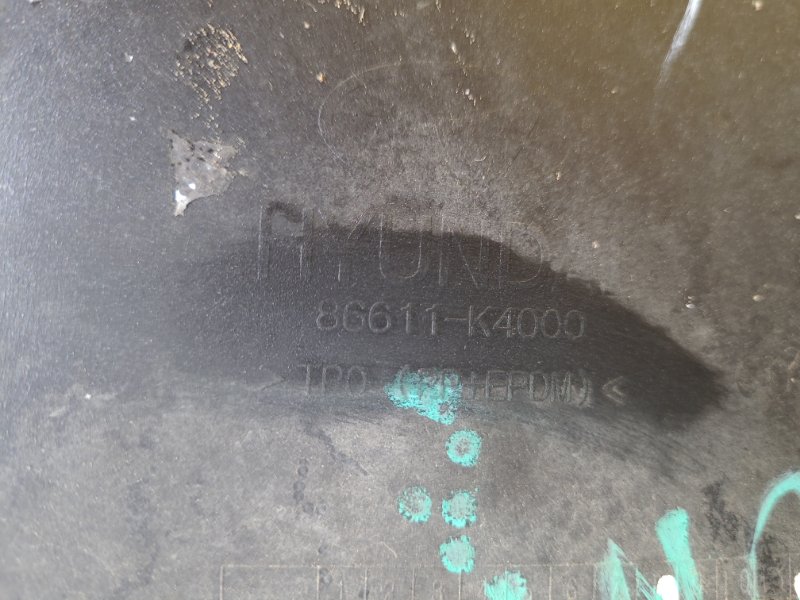 HYUNDAI
86611-K4000
> TPO (PP+EPDM) <